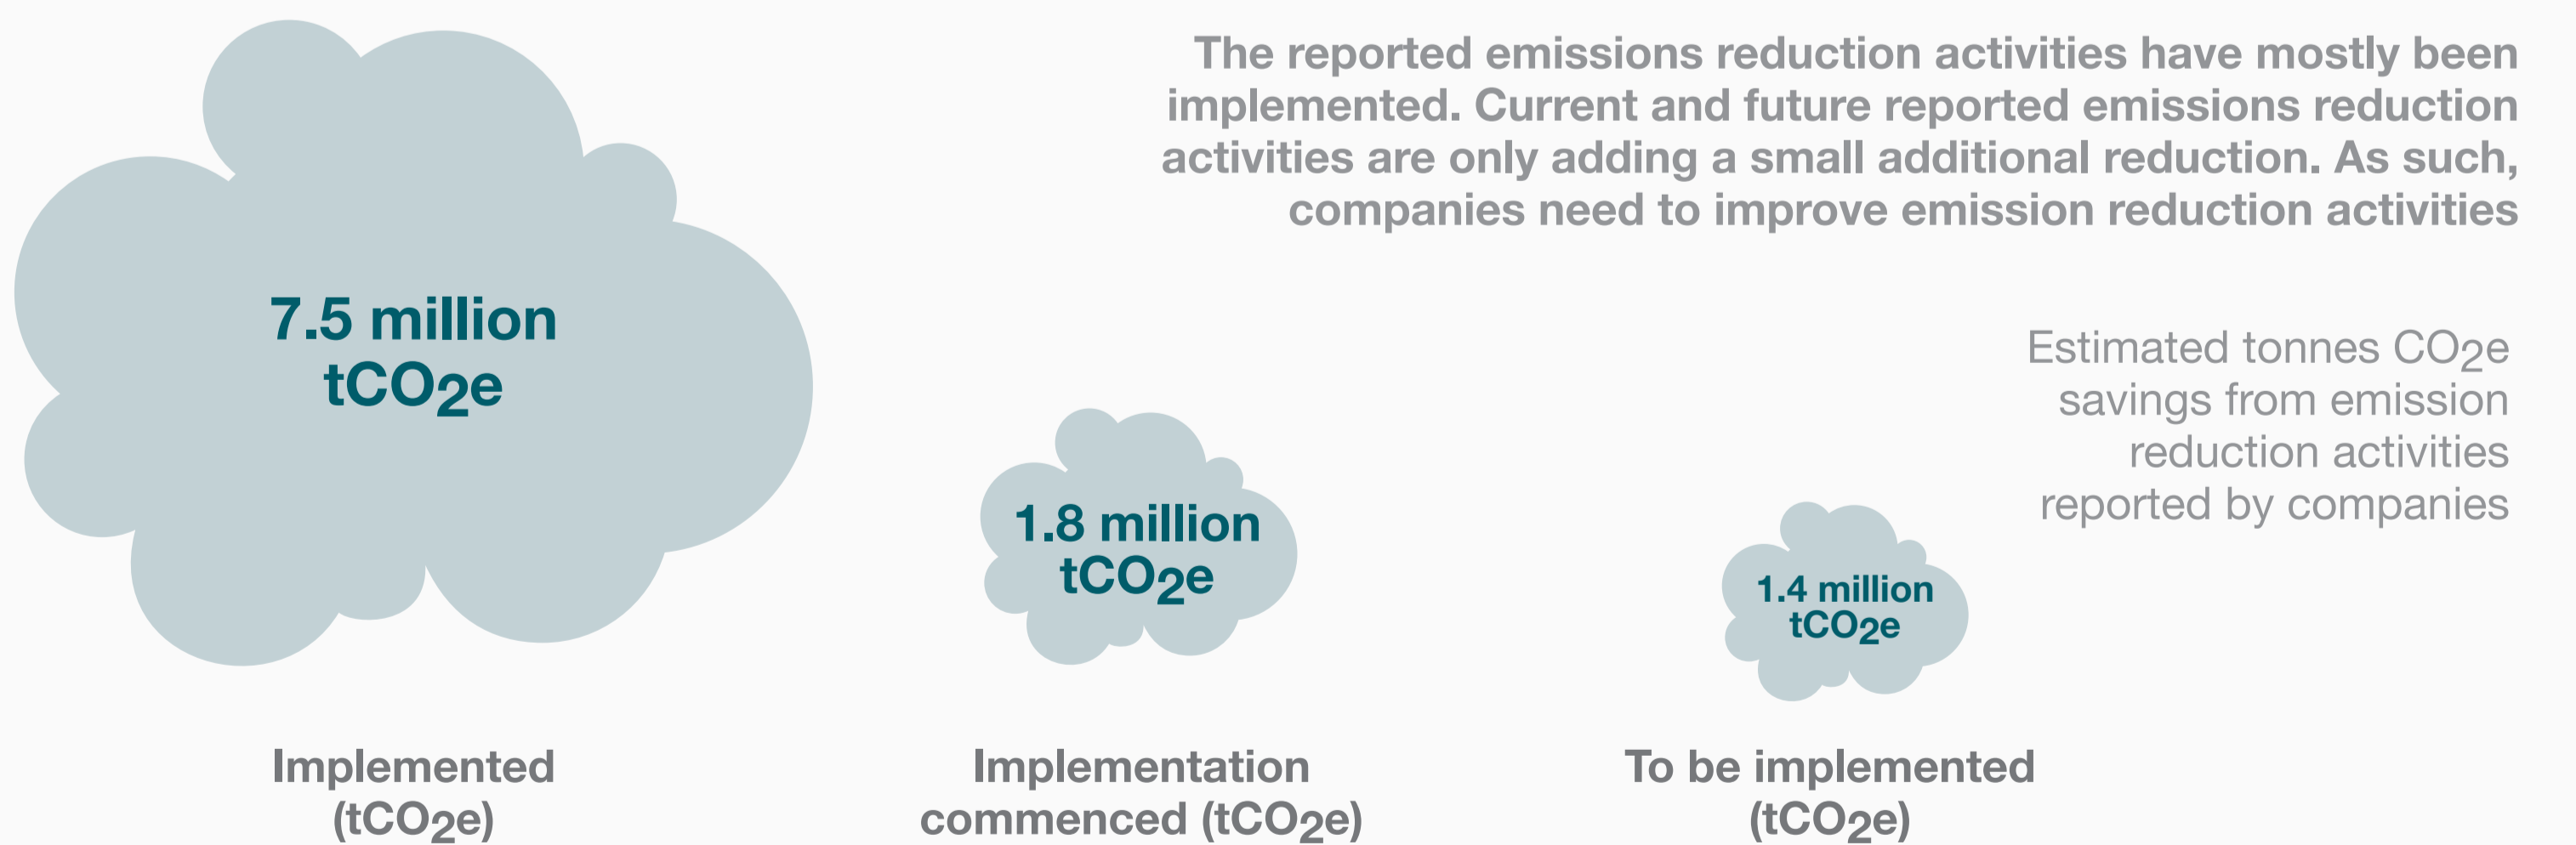 The reported emissions reduction activities have mostly been
implemented. Current and future reported emissions reduction
activities are only adding a small additional reduction. As such,
companies need to improve emission reduction activities
7.5 million
tCO2e
Estimated tonnes CO2e
savings from emission
reduction activities
reported by companies
1.8 million
tCO2e
1.4 million
tCO2e
Implemented
(tCO2e)
Implementation
commenced (tCO2e)
To be implemented
(tCO2e)